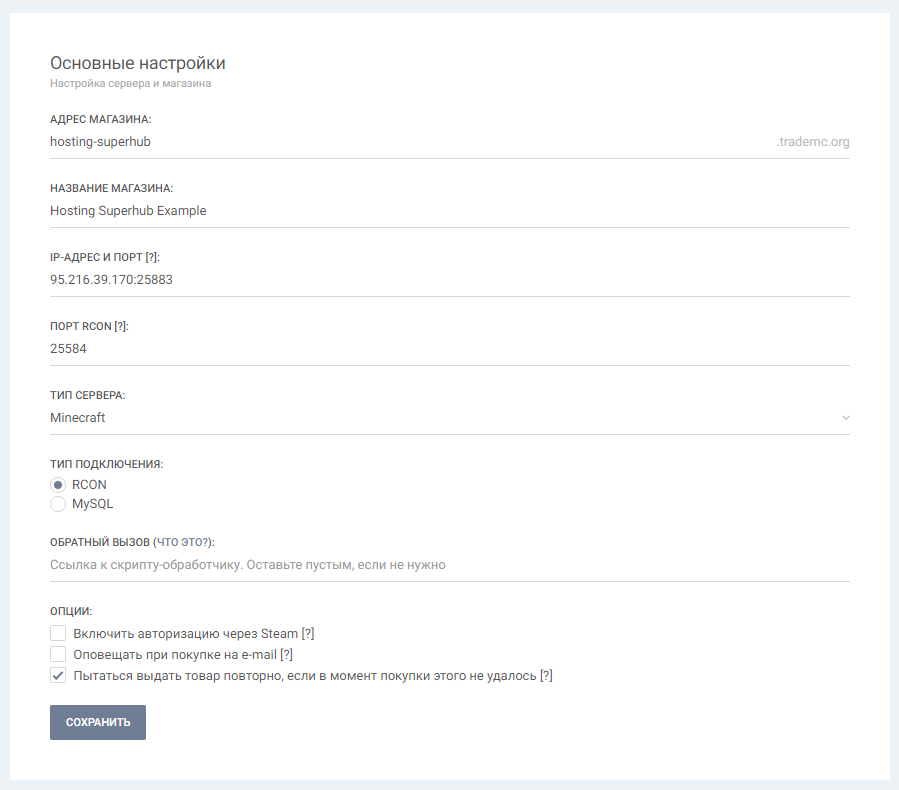 Основные настройки
Настройка сервера и магазина
АДРЕС МАГАЗИНА:
hosting-superhub .trademc.org
НАЗВАНИЕ МАГАЗИНА:
Hosting Superhub Example
IP-АДРЕС И ПОРТ [?]:
95.216.39.170:25883
ПОРТ RCON [?]:
25584
ТИП СЕРВЕРА:
Minecraft
ТИП ПОДКЛЮЧЕНИЯ:
RCON
MySQL
ОБРАТНЫЙ ВЫЗОВ (ЧТО ЭТО?):
Ссылка к скрипту-обработчику. Оставьте пустым, если не нужно
ОПЦИИ:
Включить авторизацию через Steam [?]
Оповещать при покупке на e-mail [?]
Пытаться выдать товар повторно, если в момент покупки этого не удалось [?]
СОХРАНИТЬ